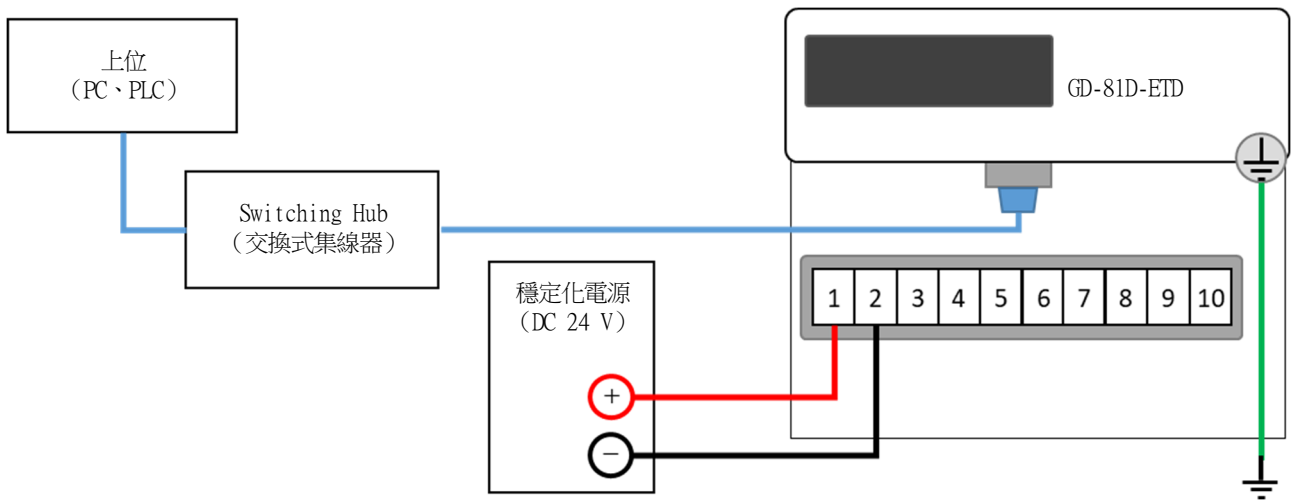 上位
（PC、PLC）
GD-81D-ETD
Switching Hub
（交換式集線器）
穩定化電源
（DC 24 V）
1 2 3 4 5 6 7 8 9 10
+
−